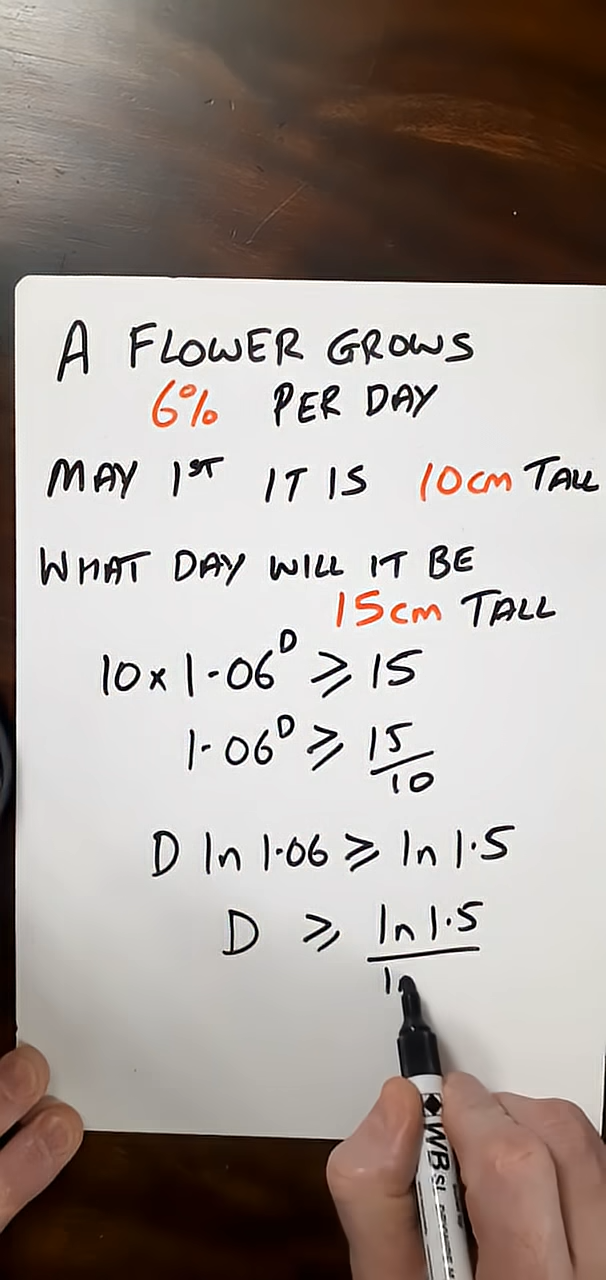 A FLOWER GROWS
6% PER DAY
MAY 1ST IT IS 10cm TALL
WHAT DAY WILL IT BE
15cm TALL
10 x 1.06^D ⩾ 15
1.06^D ⩾ 15/10
D ln 1.06 ⩾ ln 1.5
D ⩾ ln 1.5
WB